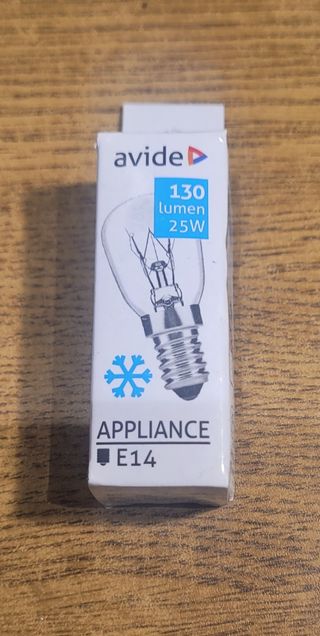 avide
130
lumen
25W
APPLIANCE
E14